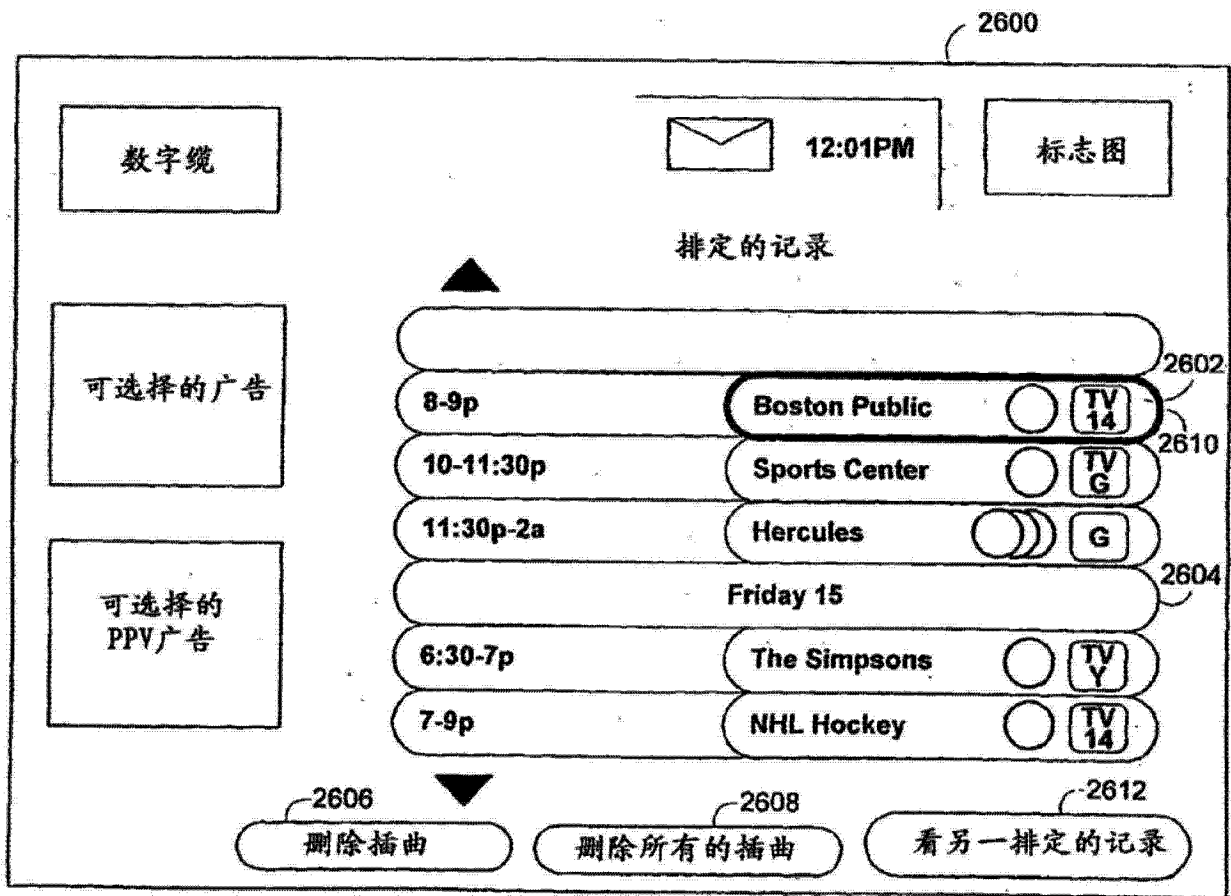 2600
数字缆
12:01PM
标志图
排定的记录
可选择的广告
2602
8-9p Boston Public TV 14
2610
10-11:30p Sports Center TV G
11:30p-2a Hercules G
2604
Friday 15
可选择的
PPV广告
6:30-7p The Simpsons TV Y
7-9p NHL Hockey TV 14
2606
2608
2612
删除插曲
删除所有的插曲
看另一排定的记录